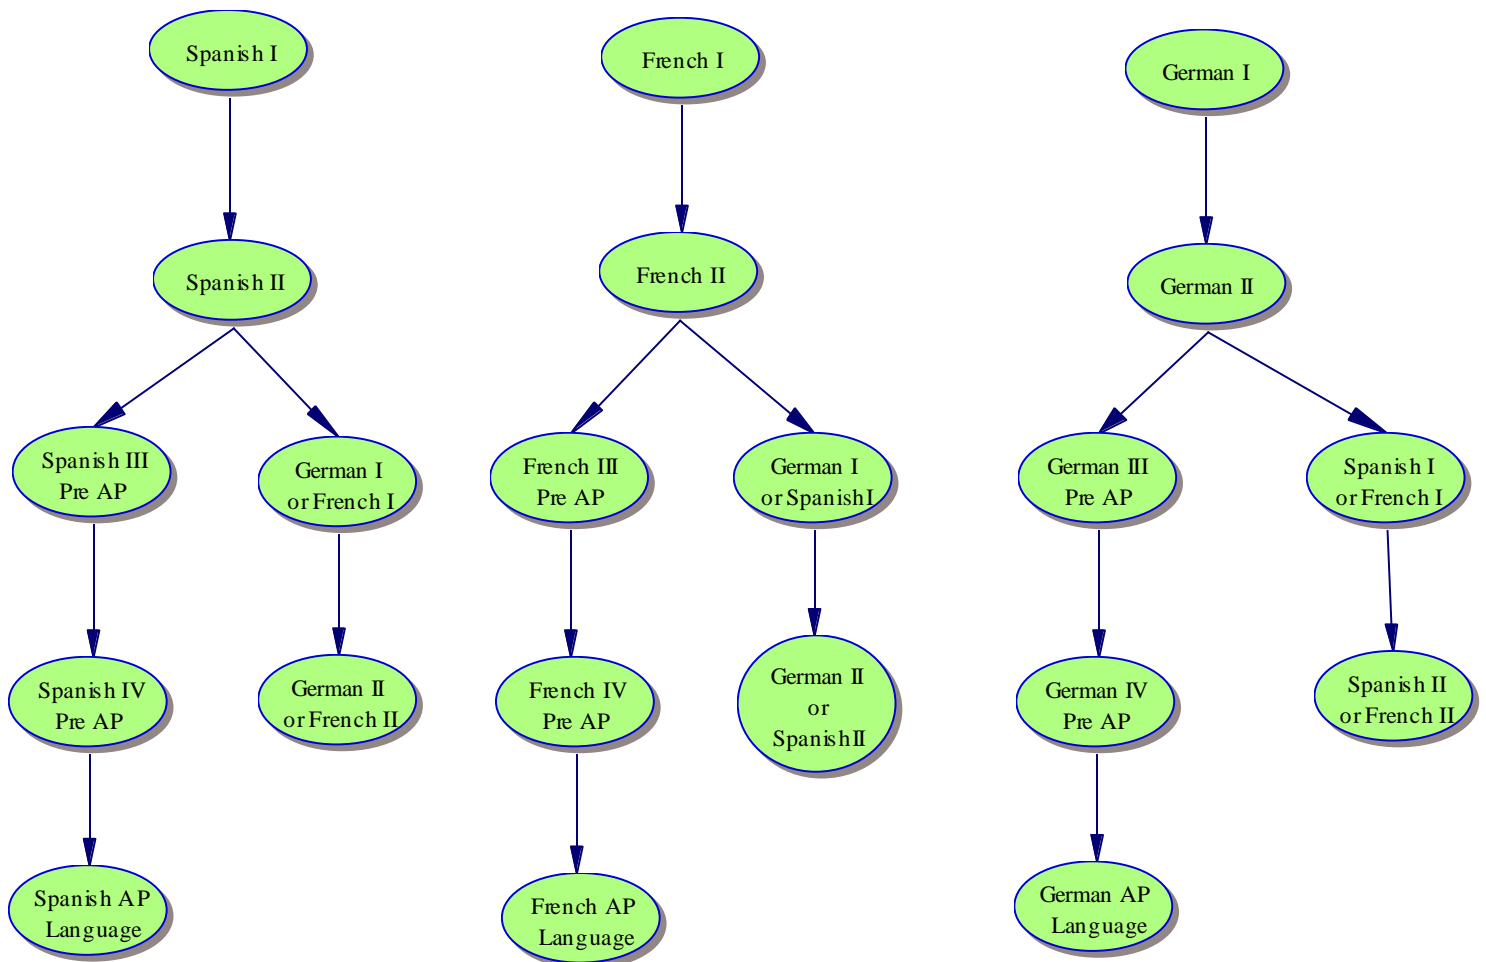 Spanish I
French I
German I
Spanish II
French II
German II
Spanish III
Pre AP
German I
or French I
French III
Pre AP
German I
or Spanish I
German III
Pre AP
Spanish I
or French I
Spanish IV
Pre AP
German II
or French II
French IV
Pre AP
German II
or
Spanish II
German IV
Pre AP
Spanish II
or French II
Spanish AP
Language
French AP
Language
German AP
Language